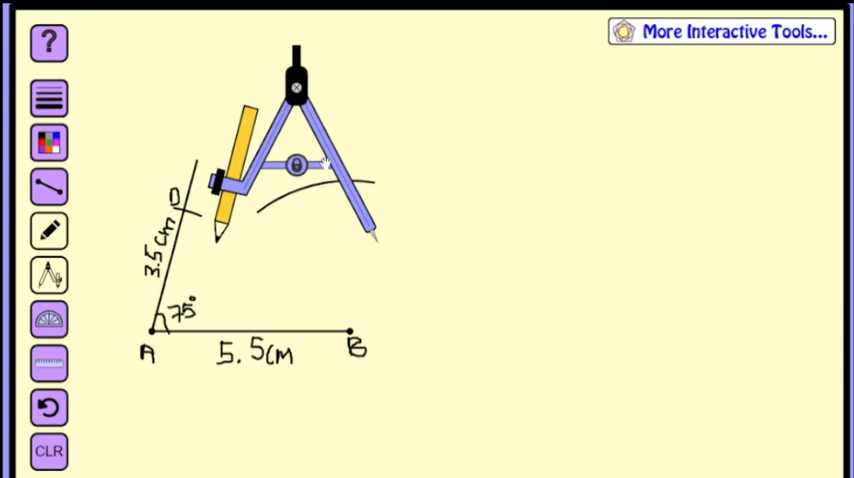 ?
More Interactive Tools...
D
3.5cm
75°
A
5.5cm
B
CLR